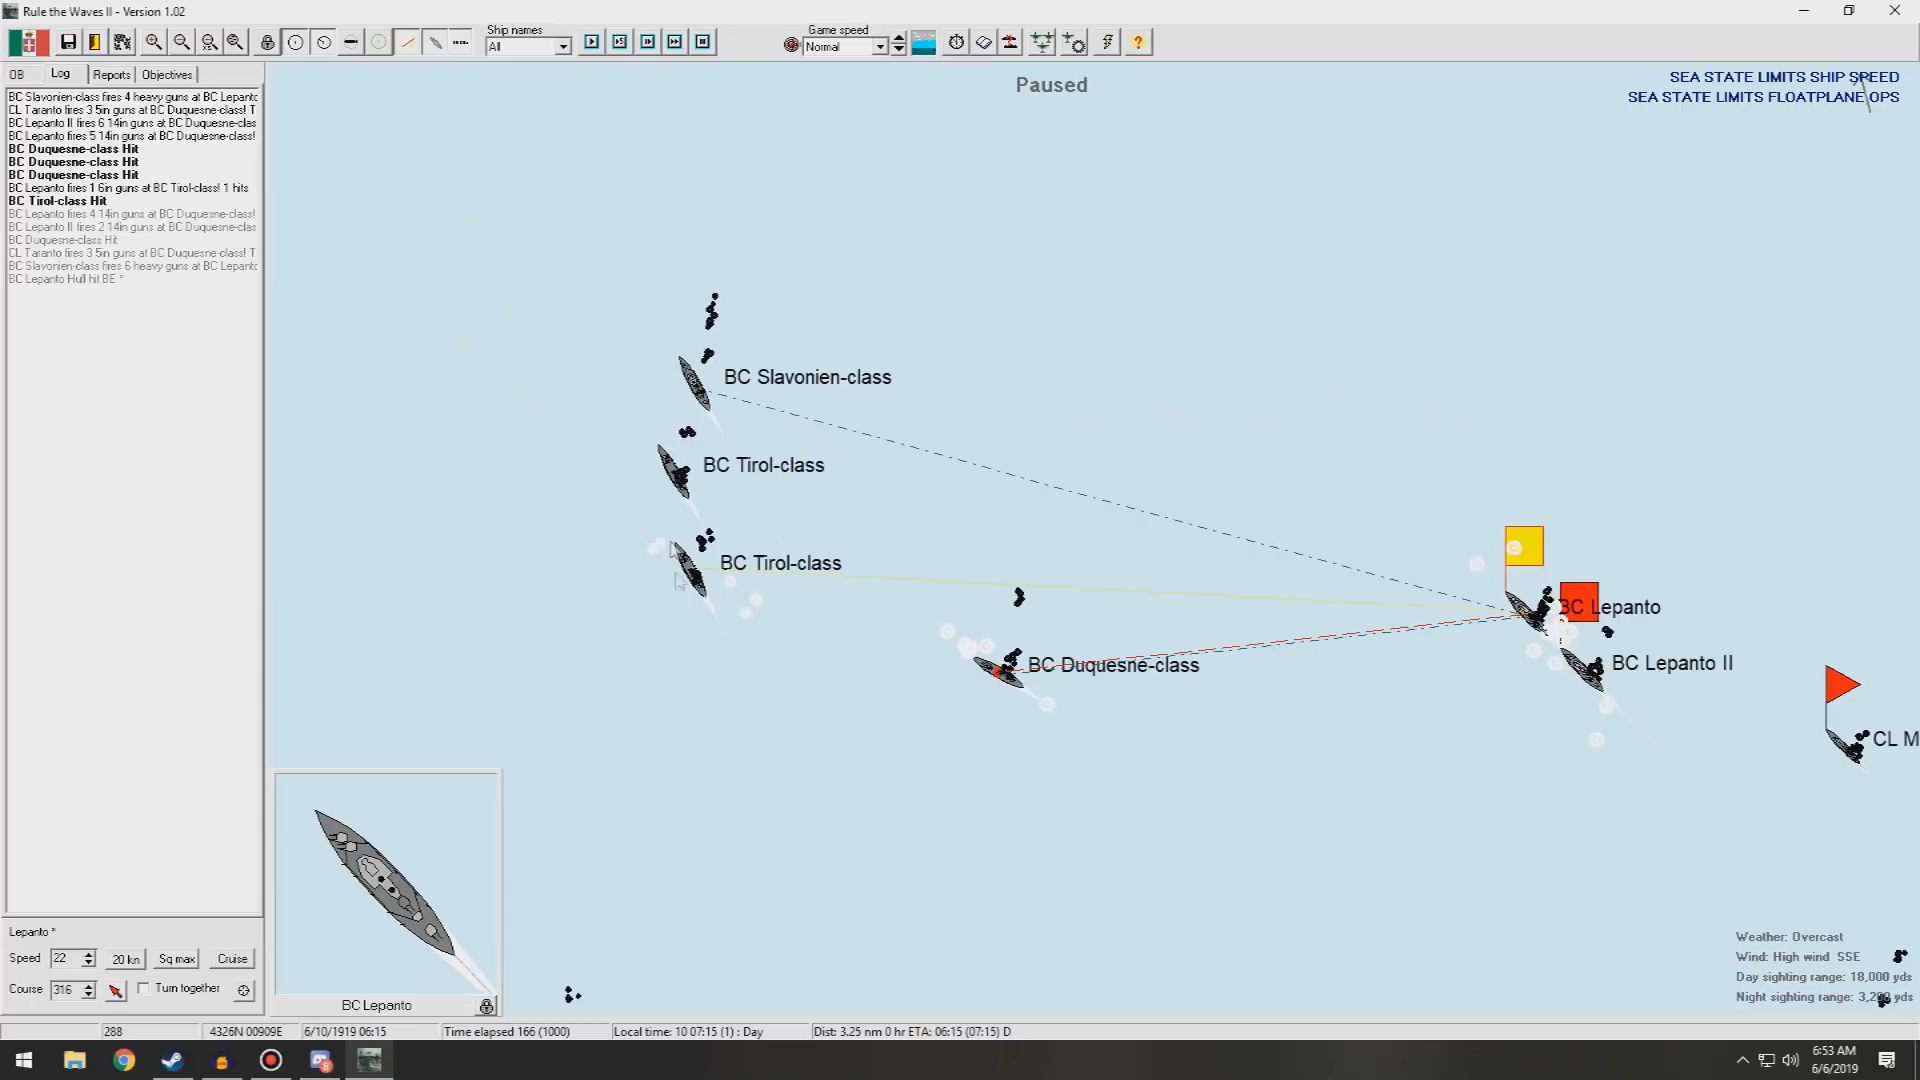 Rule the Waves II - Version 1.02
Ship names
All
Game speed
Normal
OB
Log
Reports
Objectives
BC Slavonien-class fires 4 heavy guns at BC Lepanto
CL Taranto fires 3 5in guns at BC Duquesne-class! T
BC Lepanto II fires 6 14in guns at BC Duquesne-clas
BC Lepanto fires 5 14in guns at BC Duquesne-class!
BC Duquesne-class Hit
BC Duquesne-class Hit
BC Duquesne-class Hit
BC Lepanto fires 1 6in guns at BC Tirol-class! 1 hits
BC Tirol-class Hit
BC Lepanto fires 4 14in guns at BC Duquesne-class!
BC Lepanto II fires 2 14in guns at BC Duquesne-clas
BC Duquesne-class Hit
CL Taranto fires 3 5in guns at BC Duquesne-class! T
BC Slavonien-class fires 6 heavy guns at BC Lepanto
BC Lepanto Hull hit BE *
Paused
SEA STATE LIMITS SHIP SPEED
SEA STATE LIMITS FLOATPLANE OPS
BC Slavonien-class
BC Tirol-class
BC Tirol-class
BC Lepanto
BC Duquesne-class
BC Lepanto II
CL M
Lepanto *
Speed 22 20 kn Sq max Cruise
Course 316 Turn together
BC Lepanto
Weather: Overcast
Wind: High wind SSE
Day sighting range: 18,000 yds
Night sighting range: 3,200 yds
288
4326N 00909E
6/10/1919 06:15
Time elapsed 166 (1000)
Local time: 10 07:15 (1) : Day
Dist: 3.25 nm 0 hr ETA: 06:15 (07:15) D
8
6:53 AM
6/6/2019